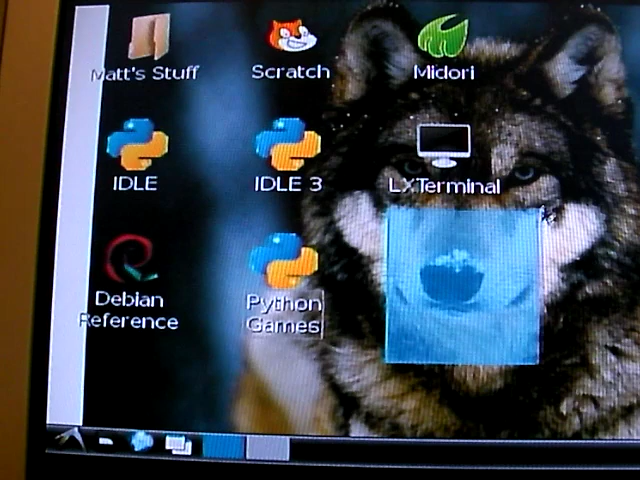 Matt's Stuff
Scratch
Midori
IDLE
IDLE 3
LXTerminal
Debian
Reference
Python
Games